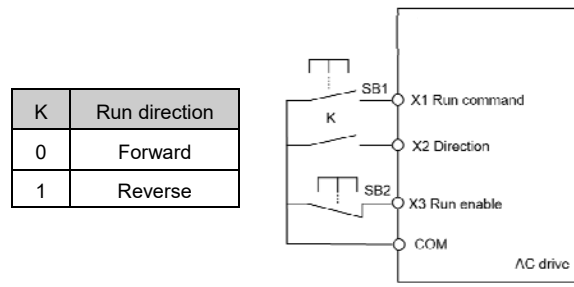 K Run direction
0 Forward
1 Reverse
SB1
X1 Run command
K
X2 Direction
SB2
X3 Run enable
COM
AC drive